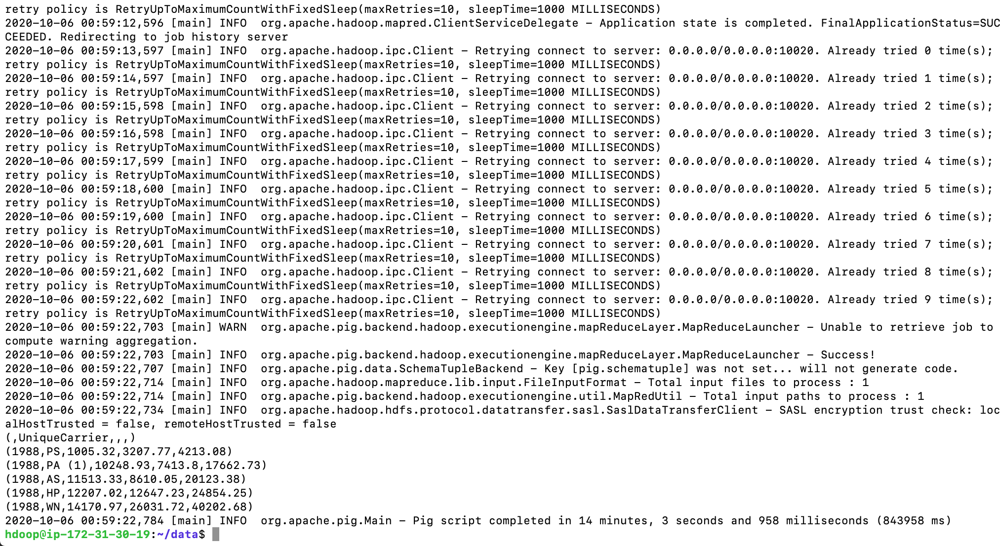 retry policy is RetryUpToMaximumCountWithFixedSleep(maxRetries=10, sleepTime=1000 MILLISECONDS)
2020-10-06 00:59:12,596 [main] INFO  org.apache.hadoop.mapred.ClientServiceDelegate – Application state is completed. FinalApplicationStatus=SUC
CEEDED. Redirecting to job history server
2020-10-06 00:59:13,597 [main] INFO  org.apache.hadoop.ipc.Client – Retrying connect to server: 0.0.0.0/0.0.0.0:10020. Already tried 0 time(s);
retry policy is RetryUpToMaximumCountWithFixedSleep(maxRetries=10, sleepTime=1000 MILLISECONDS)
2020-10-06 00:59:14,597 [main] INFO  org.apache.hadoop.ipc.Client – Retrying connect to server: 0.0.0.0/0.0.0.0:10020. Already tried 1 time(s);
retry policy is RetryUpToMaximumCountWithFixedSleep(maxRetries=10, sleepTime=1000 MILLISECONDS)
2020-10-06 00:59:15,598 [main] INFO  org.apache.hadoop.ipc.Client – Retrying connect to server: 0.0.0.0/0.0.0.0:10020. Already tried 2 time(s);
retry policy is RetryUpToMaximumCountWithFixedSleep(maxRetries=10, sleepTime=1000 MILLISECONDS)
2020-10-06 00:59:16,598 [main] INFO  org.apache.hadoop.ipc.Client – Retrying connect to server: 0.0.0.0/0.0.0.0:10020. Already tried 3 time(s);
retry policy is RetryUpToMaximumCountWithFixedSleep(maxRetries=10, sleepTime=1000 MILLISECONDS)
2020-10-06 00:59:17,599 [main] INFO  org.apache.hadoop.ipc.Client – Retrying connect to server: 0.0.0.0/0.0.0.0:10020. Already tried 4 time(s);
retry policy is RetryUpToMaximumCountWithFixedSleep(maxRetries=10, sleepTime=1000 MILLISECONDS)
2020-10-06 00:59:18,600 [main] INFO  org.apache.hadoop.ipc.Client – Retrying connect to server: 0.0.0.0/0.0.0.0:10020. Already tried 5 time(s);
retry policy is RetryUpToMaximumCountWithFixedSleep(maxRetries=10, sleepTime=1000 MILLISECONDS)
2020-10-06 00:59:19,600 [main] INFO  org.apache.hadoop.ipc.Client – Retrying connect to server: 0.0.0.0/0.0.0.0:10020. Already tried 6 time(s);
retry policy is RetryUpToMaximumCountWithFixedSleep(maxRetries=10, sleepTime=1000 MILLISECONDS)
2020-10-06 00:59:20,601 [main] INFO  org.apache.hadoop.ipc.Client – Retrying connect to server: 0.0.0.0/0.0.0.0:10020. Already tried 7 time(s);
retry policy is RetryUpToMaximumCountWithFixedSleep(maxRetries=10, sleepTime=1000 MILLISECONDS)
2020-10-06 00:59:21,602 [main] INFO  org.apache.hadoop.ipc.Client – Retrying connect to server: 0.0.0.0/0.0.0.0:10020. Already tried 8 time(s);
retry policy is RetryUpToMaximumCountWithFixedSleep(maxRetries=10, sleepTime=1000 MILLISECONDS)
2020-10-06 00:59:22,602 [main] INFO  org.apache.hadoop.ipc.Client – Retrying connect to server: 0.0.0.0/0.0.0.0:10020. Already tried 9 time(s);
retry policy is RetryUpToMaximumCountWithFixedSleep(maxRetries=10, sleepTime=1000 MILLISECONDS)
2020-10-06 00:59:22,703 [main] WARN  org.apache.pig.backend.hadoop.executionengine.mapReduceLayer.MapReduceLauncher – Unable to retrieve job to
compute warning aggregation.
2020-10-06 00:59:22,703 [main] INFO  org.apache.pig.backend.hadoop.executionengine.mapReduceLayer.MapReduceLauncher – Success!
2020-10-06 00:59:22,707 [main] INFO  org.apache.pig.data.SchemaTupleBackend – Key [pig.schematuple] was not set... will not generate code.
2020-10-06 00:59:22,714 [main] INFO  org.apache.hadoop.mapreduce.lib.input.FileInputFormat – Total input files to process : 1
2020-10-06 00:59:22,714 [main] INFO  org.apache.pig.backend.hadoop.executionengine.util.MapRedUtil – Total input paths to process : 1
2020-10-06 00:59:22,734 [main] INFO  org.apache.hadoop.hdfs.protocol.datatransfer.sasl.SaslDataTransferClient – SASL encryption trust check: loc
alHostTrusted = false, remoteHostTrusted = false
(,UniqueCarrier,,,)
(1988,PS,1005.32,3207.77,4213.08)
(1988,PA (1),10248.93,7413.8,17662.73)
(1988,AS,11513.33,8610.05,20123.38)
(1988,HP,12207.02,12647.23,24854.25)
(1988,WN,14170.97,26031.72,40202.68)
2020-10-06 00:59:22,784 [main] INFO  org.apache.pig.Main – Pig script completed in 14 minutes, 3 seconds and 958 milliseconds (843958 ms)
hdoop@ip-172-31-30-19:~/data$